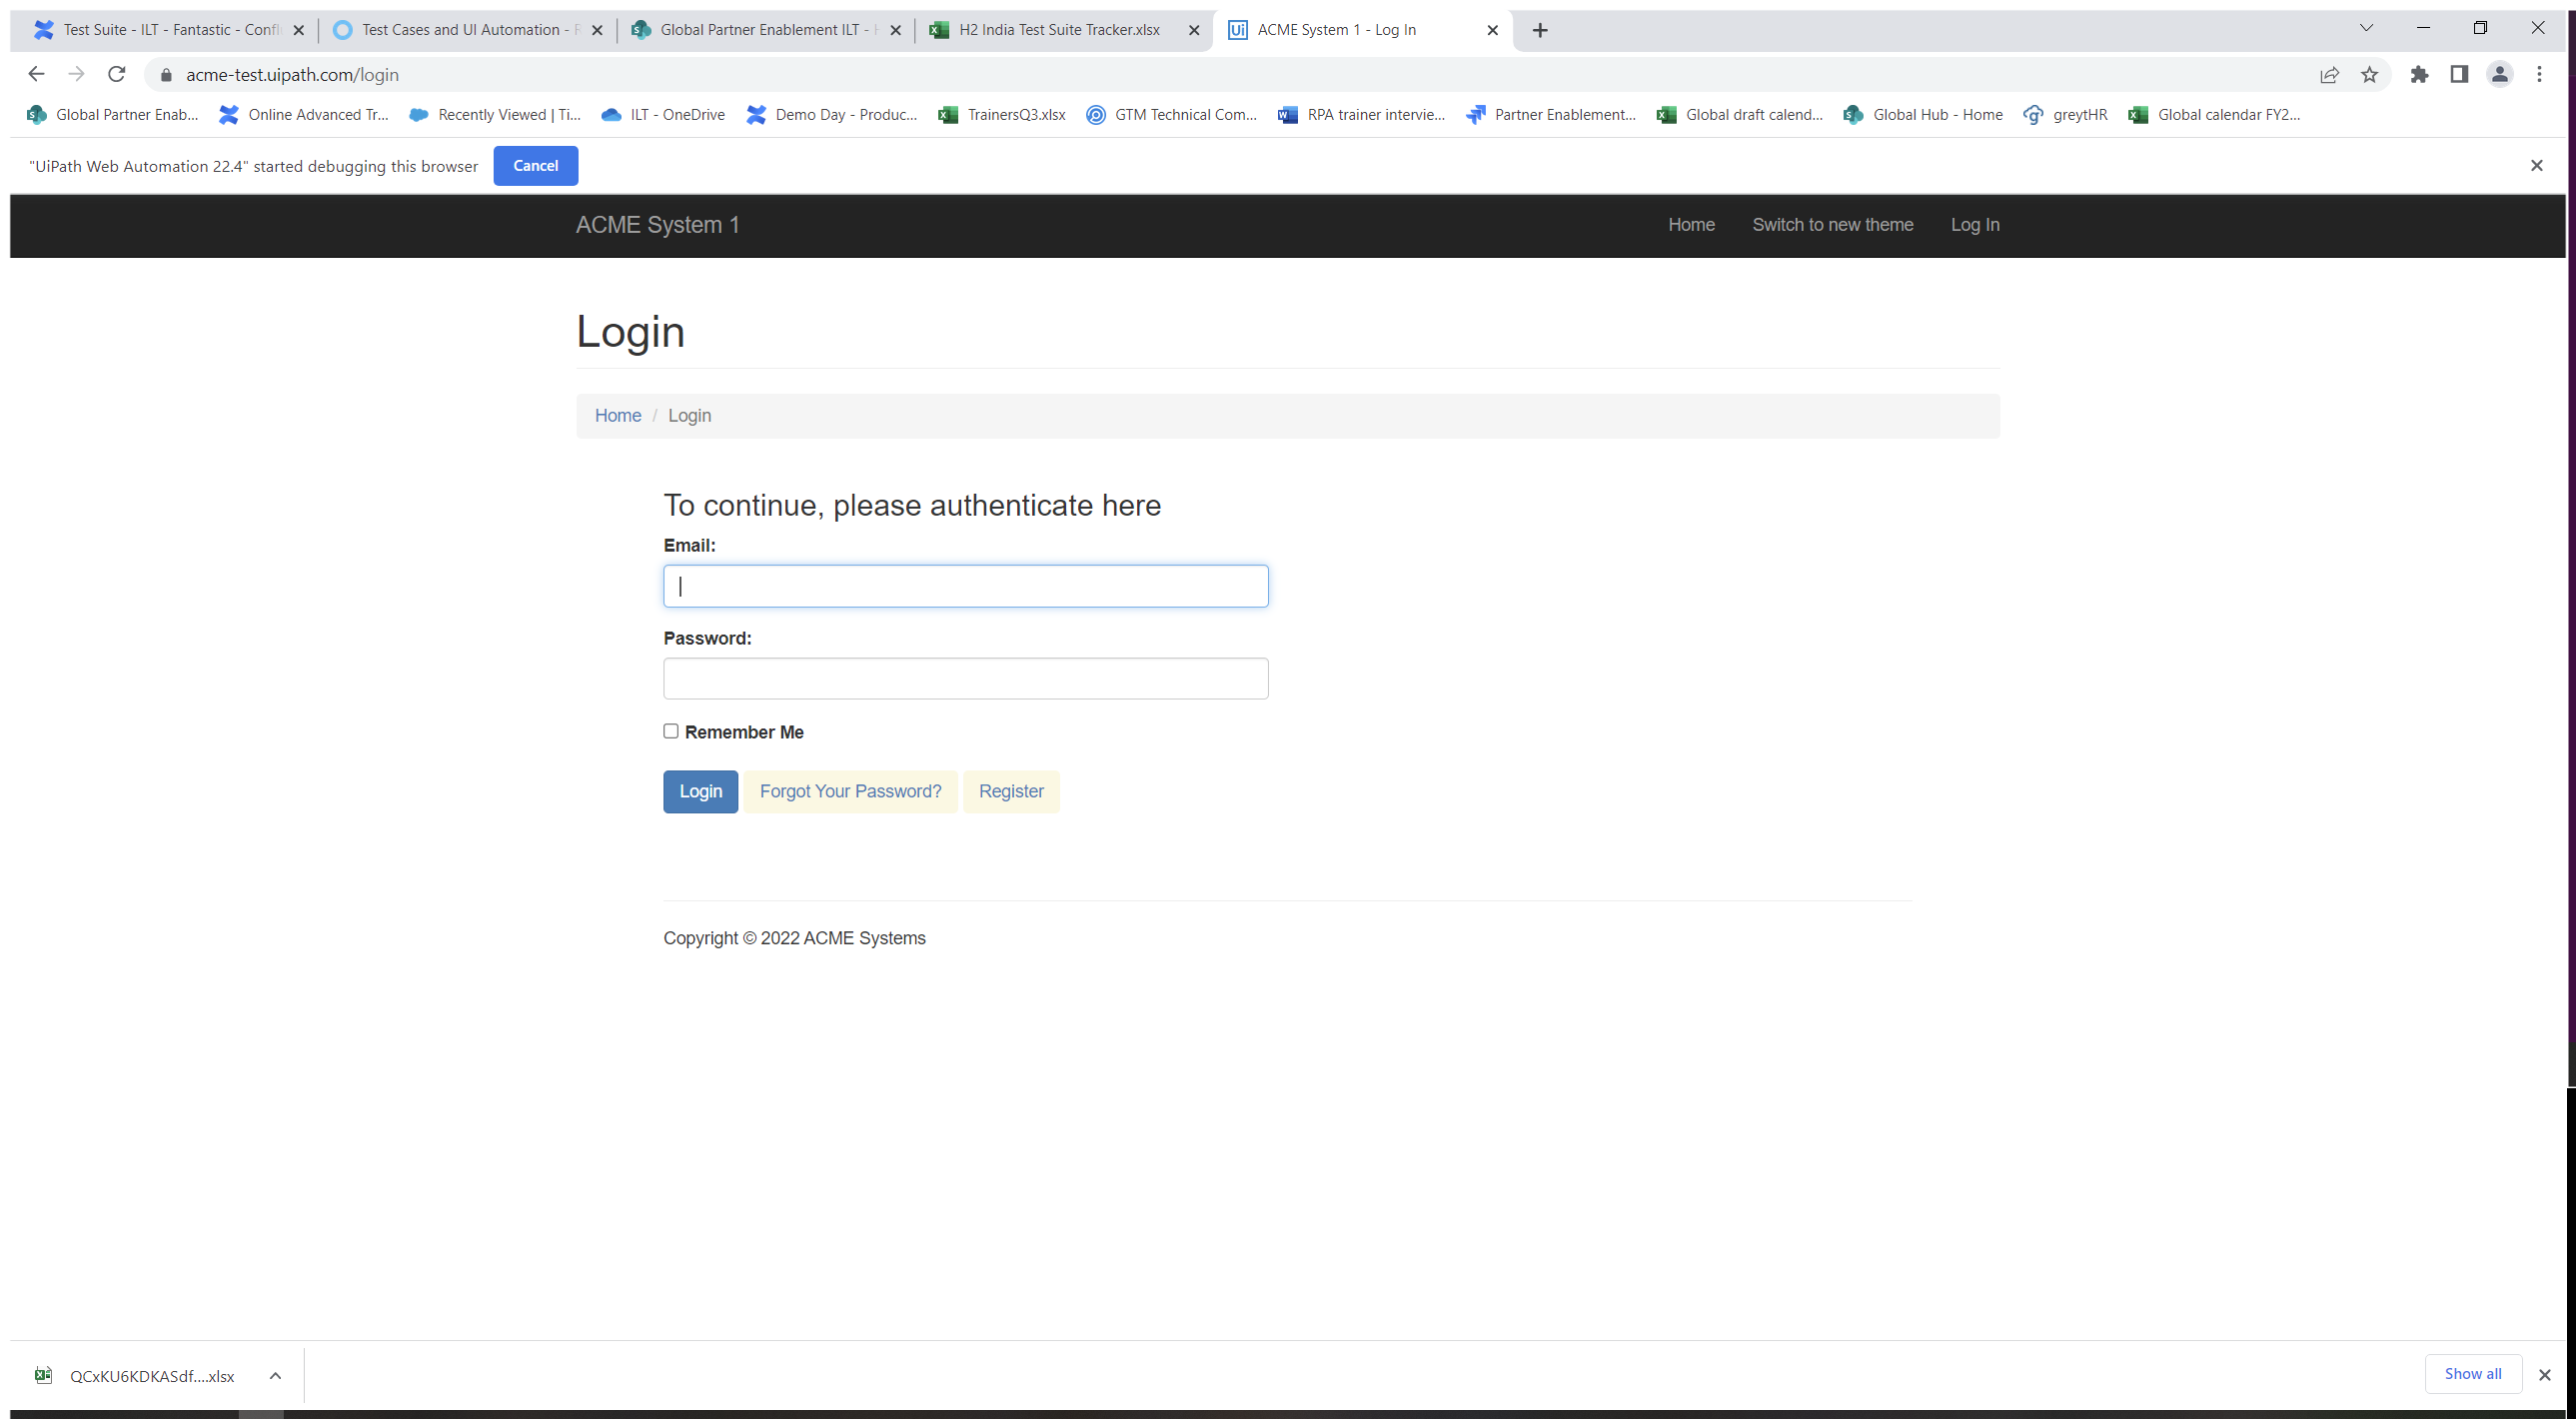 Test Suite - ILT - Fantastic - Confl
Test Cases and UI Automation - F
Global Partner Enablement ILT - H
H2 India Test Suite Tracker.xlsx
ACME System 1 - Log In
acme-test.uipath.com/login
Global Partner Enab...
Online Advanced Tr...
Recently Viewed | Ti...
ILT - OneDrive
Demo Day - Produc...
TrainersQ3.xlsx
GTM Technical Com...
RPA trainer intervie...
Partner Enablement...
Global draft calend...
Global Hub - Home
greytHR
Global calendar FY2...
"UiPath Web Automation 22.4" started debugging this browser
Cancel
ACME System 1
Home
Switch to new theme
Log In
Login
Home / Login
To continue, please authenticate here
Email:
Password:
Remember Me
Login
Forgot Your Password?
Register
Copyright © 2022 ACME Systems
QCxKU6KDKASdf....xlsx
Show all